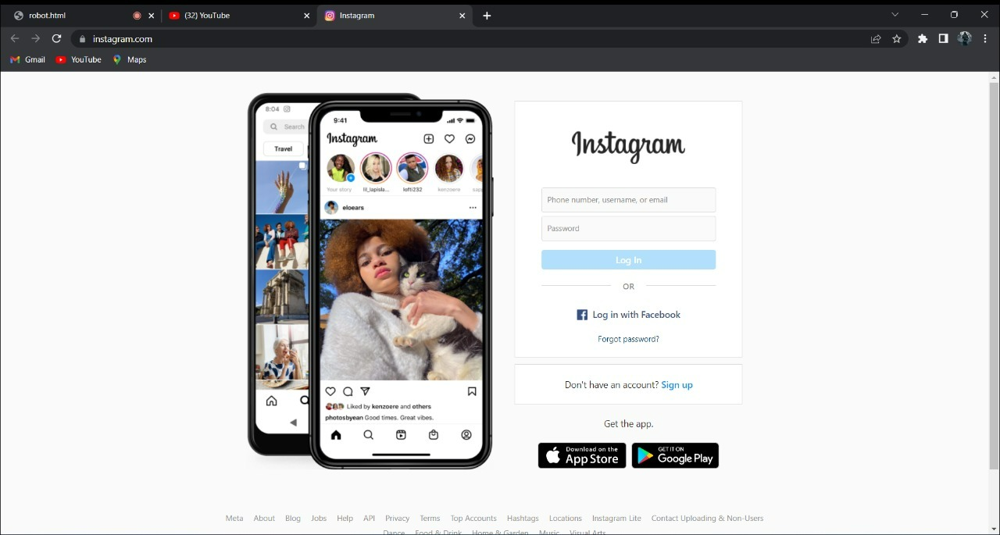 robot.html
(32) YouTube
Instagram
instagram.com
Gmail YouTube Maps
8:04
Search
Travel
9:41
Instagram
Your story lil_lapisla... lofti232 kenzoere sap
eloears
Liked by kenzoere and others
photosbyean Good times. Great vibes.
Instagram
Phone number, username, or email
Password
Log In
OR
Log in with Facebook
Forgot password?
Don't have an account? Sign up
Get the app.
Download on the
App Store
GET IT ON
Google Play
Meta About Blog Jobs Help API Privacy Terms Top Accounts Hashtags Locations Instagram Lite Contact Uploading & Non-Users
Dance Food & Drink Home & Garden Music Visual Arts